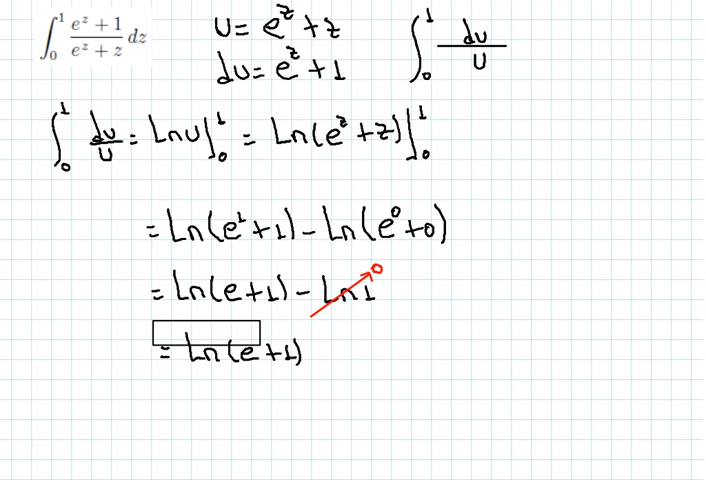 ∫₀¹ (e^z + 1)/(e^z + z) dz
U = e^z + z
du = e^z + 1
∫₀¹ du/U
∫₀¹ du/U = Ln U |₀¹ = Ln(e^z + z) |₀¹
= Ln(e¹ + 1) - Ln(e⁰ + 0)
= Ln(e + 1) - Ln 1 0
= Ln(e + 1)